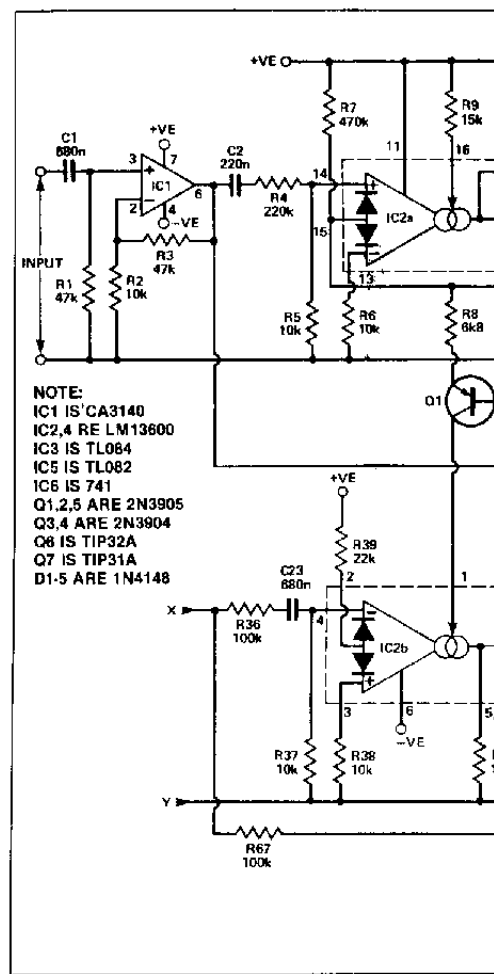 +VE
R7
470k
R9
15k
C1
680n
+VE
C2
220n
11
16
3
7
14
IC1
6
R4
220k
2
4
-VE
IC2a
15
R3
47k
13
INPUT
R1
47k
R2
10k
R5
10k
R6
10k
R8
6k8
Q1
NOTE:
IC1 IS CA3140
IC2,4 RE LM13600
IC3 IS TL084
IC5 IS TL082
IC6 IS 741
Q1,2,5 ARE 2N3905
Q3,4 ARE 2N3904
Q6 IS TIP32A
Q7 IS TIP31A
D1-5 ARE 1N4148
+VE
R39
22k
C23
680n
2
1
X
R36
100k
4
IC2b
3
6
5
-VE
R37
10k
R38
10k
Y
R67
100k